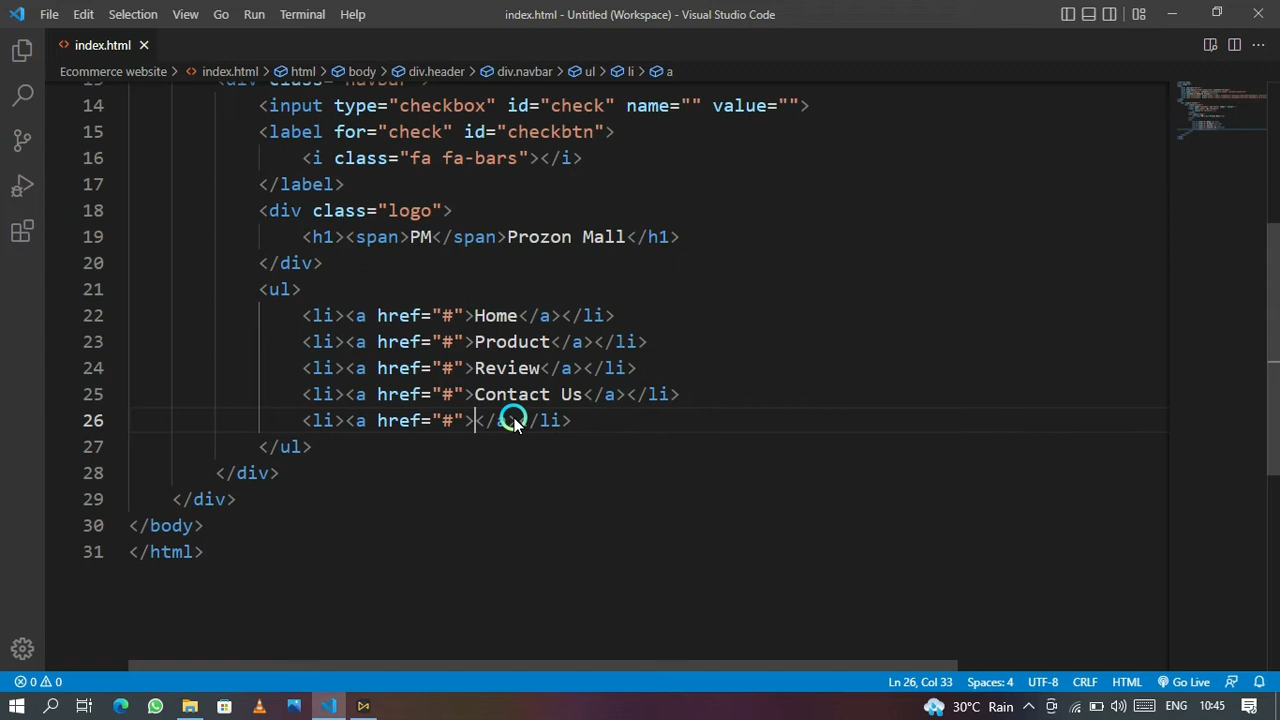 File Edit Selection View Go Run Terminal Help index.html - Untitled (Workspace) - Visual Studio Code
index.html
Ecommerce website > index.html > html > body > div.header > div.navbar > ul > li > a
14 <input type="checkbox" id="check" name="" value="">
15 <label for="check" id="checkbtn">
16 <i class="fa fa-bars"></i>
17 </label>
18 <div class="logo">
19 <h1><span>PM</span>Prozon Mall</h1>
20 </div>
21 <ul>
22 <li><a href="#">Home</a></li>
23 <li><a href="#">Product</a></li>
24 <li><a href="#">Review</a></li>
25 <li><a href="#">Contact Us</a></li>
26 <li><a href="#"></a></li>
27 </ul>
28 </div>
29 </div>
30 </body>
31 </html>
0 0 Ln 26, Col 33 Spaces: 4 UTF-8 CRLF HTML Go Live
30°C Rain ENG 10:45